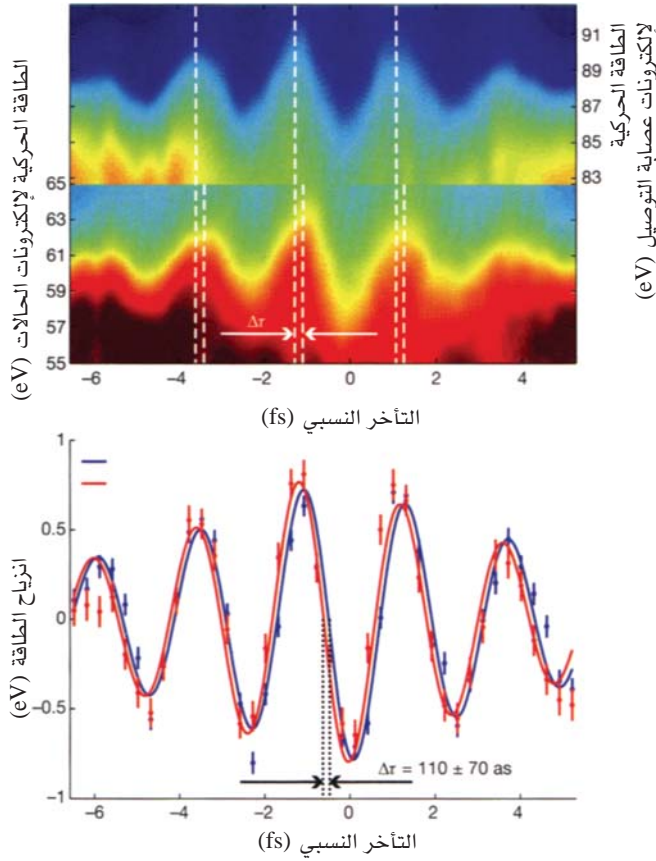 الطاقة الحركية لإلكترونات الحالات (eV)
65
63
61
59
57
55
91
89
87
85
83
الطاقة الحركية
لإلكترونات عصابة التوصيل (eV)
Δτ
−6 −4 −2 0 2 4
التأخر النسبي (fs)
انزياح الطاقة (eV)
1
0.5
0
−0.5
−1
Δτ = 110 ± 70 as
−6 −4 −2 0 2 4
التأخر النسبي (fs)